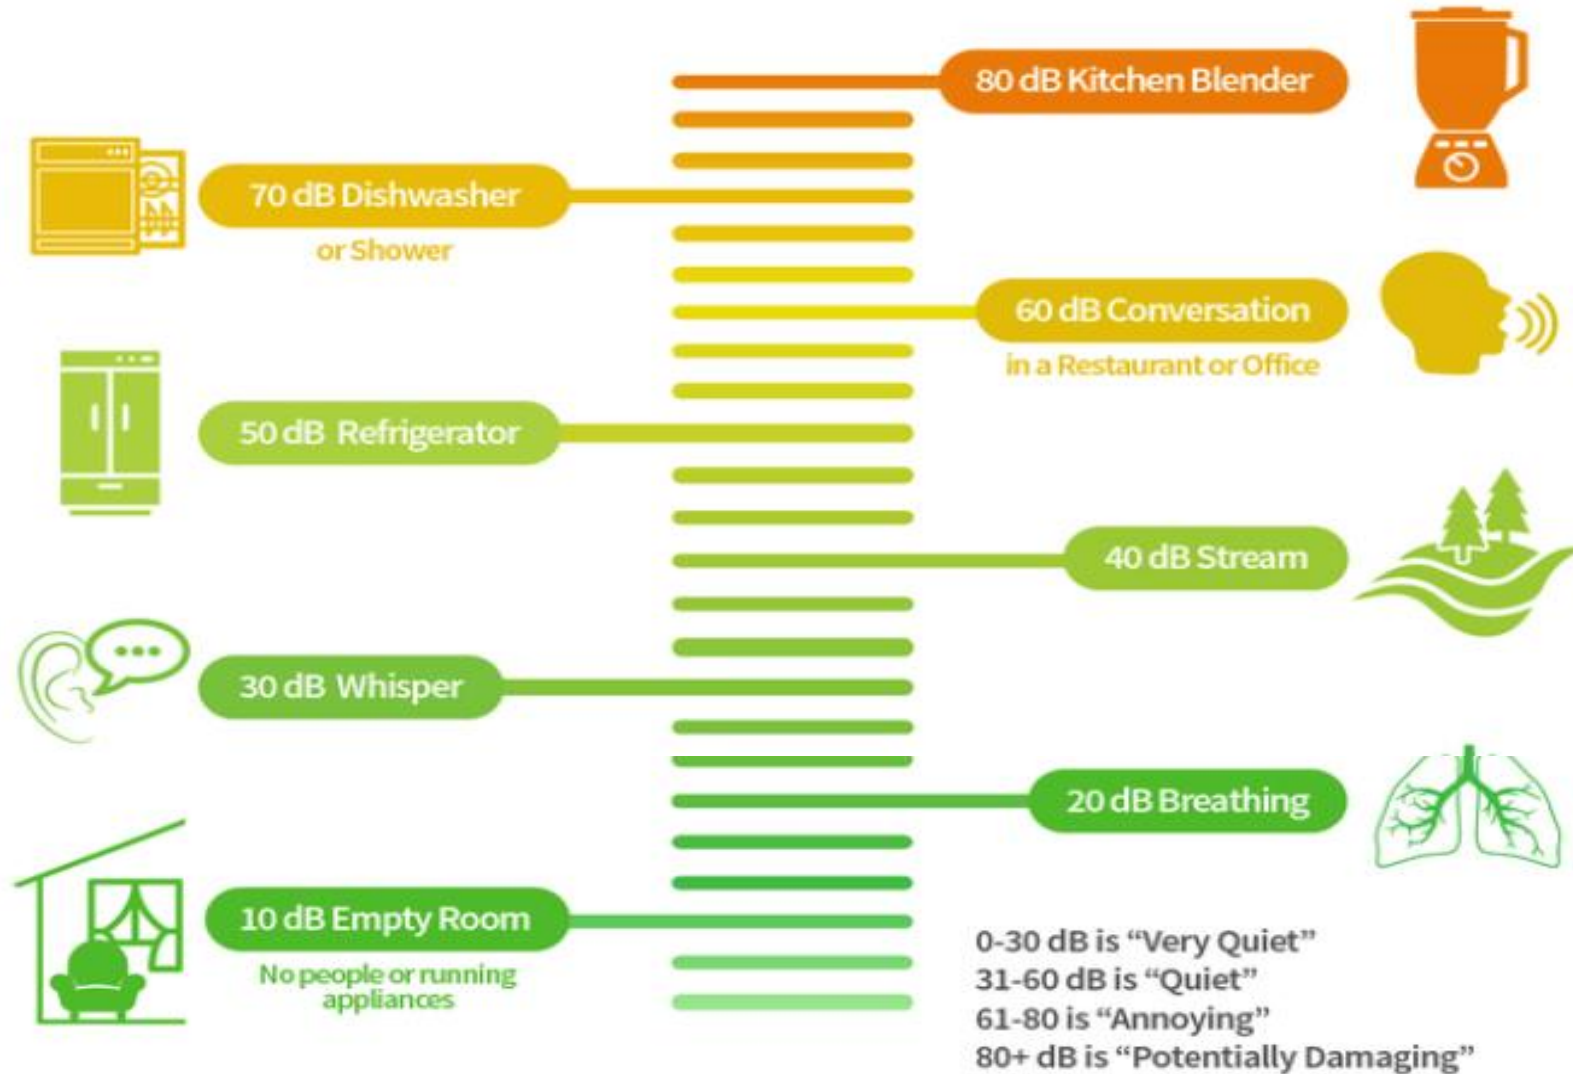 80 dB Kitchen Blender
70 dB Dishwasher
or Shower
60 dB Conversation
in a Restaurant or Office
50 dB Refrigerator
40 dB Stream
30 dB Whisper
20 dB Breathing
10 dB Empty Room
No people or running
appliances
0-30 dB is “Very Quiet”
31-60 dB is “Quiet”
61-80 is “Annoying”
80+ dB is “Potentially Damaging”